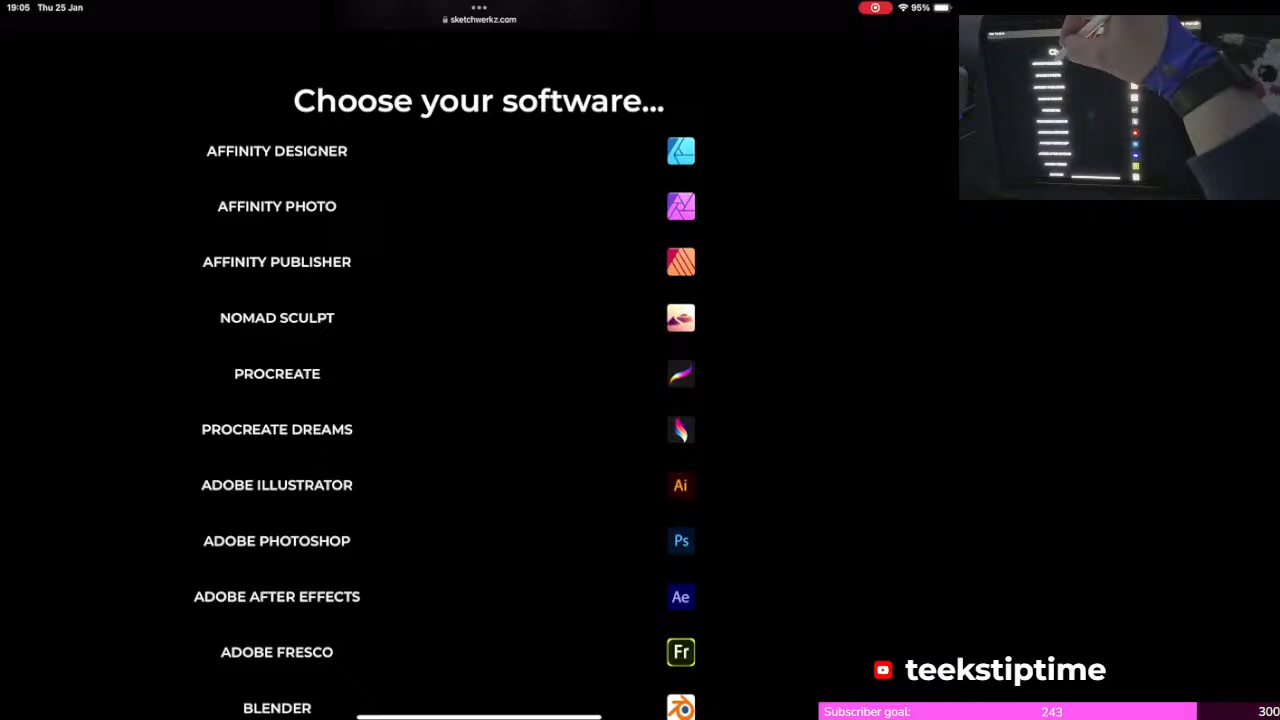 19:05 Thu 25 Jan
sketchwerkz.com
95%
Choose your software...
AFFINITY DESIGNER
AFFINITY PHOTO
AFFINITY PUBLISHER
NOMAD SCULPT
PROCREATE
PROCREATE DREAMS
ADOBE ILLUSTRATOR
Ai
ADOBE PHOTOSHOP
Ps
ADOBE AFTER EFFECTS
Ae
ADOBE FRESCO
Fr
BLENDER
teekstiptime
Subscriber goal: 243 300